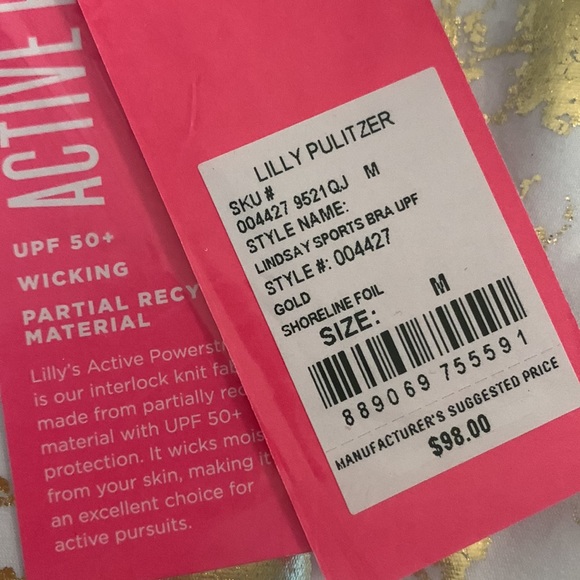 ACTIVE
UPF 50+
WICKING
PARTIAL RECY
MATERIAL
Lilly's Active Powerst
is our interlock knit fab
made from partially rec
material with UPF 50+
protection. It wicks mois
from your skin, making it
an excellent choice for
active pursuits.
LILLY PULITZER
SKU #
004427 9521QJ M
STYLE NAME:
LINDSAY SPORTS BRA UPF
STYLE #: 004427
GOLD
SHORELINE FOIL
SIZE: M
889069 755591
MANUFACTURER'S SUGGESTED PRICE
$98.00